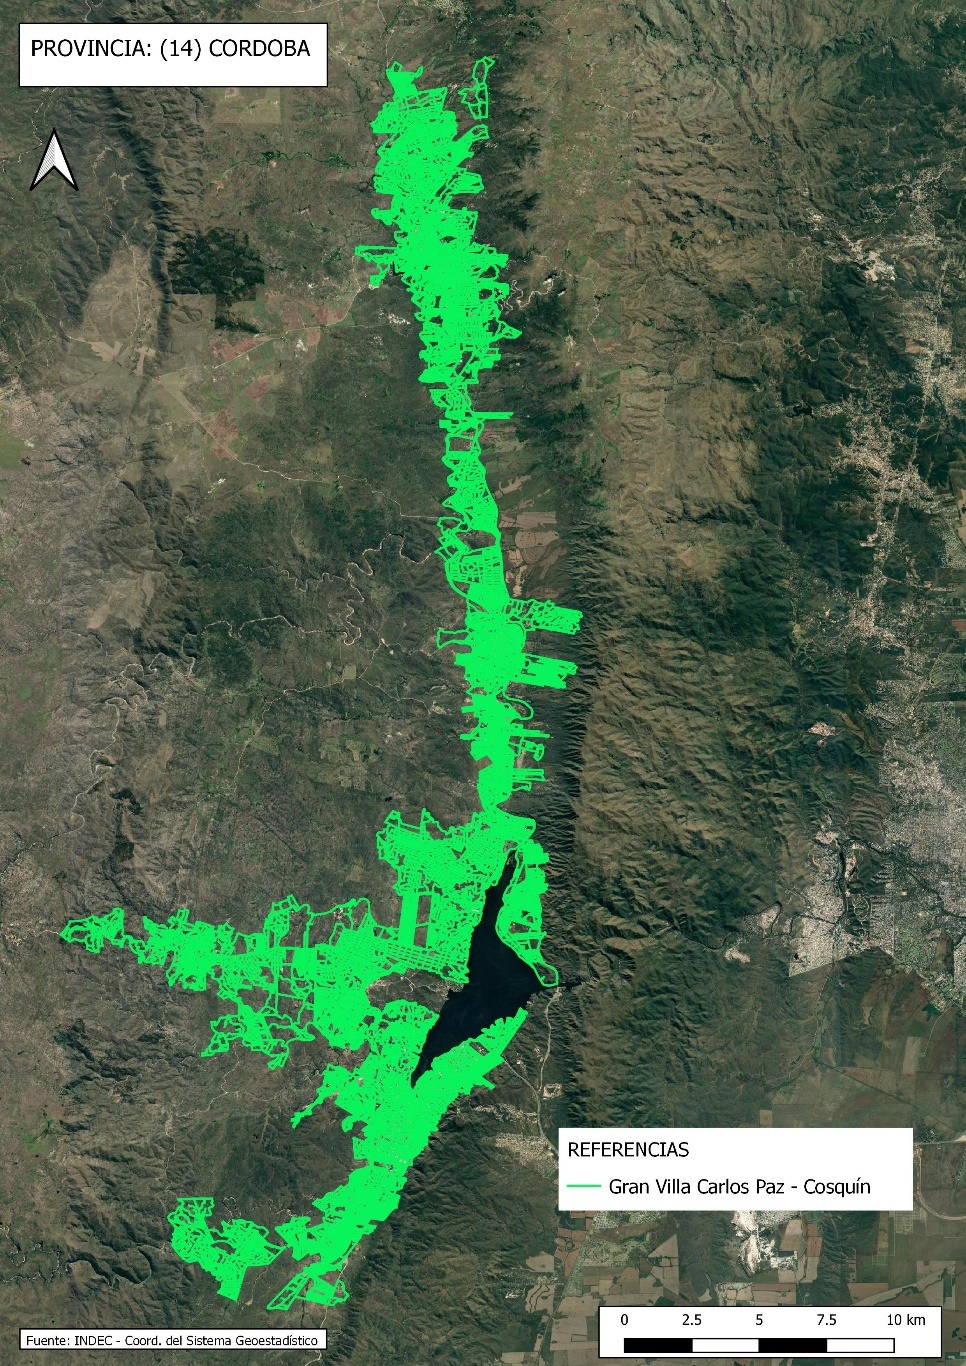 PROVINCIA: (14) CORDOBA
REFERENCIAS
Gran Villa Carlos Paz - Cosquín
0 2.5 5 7.5 10 km
Fuente: INDEC - Coord. del Sistema Geoestadístico